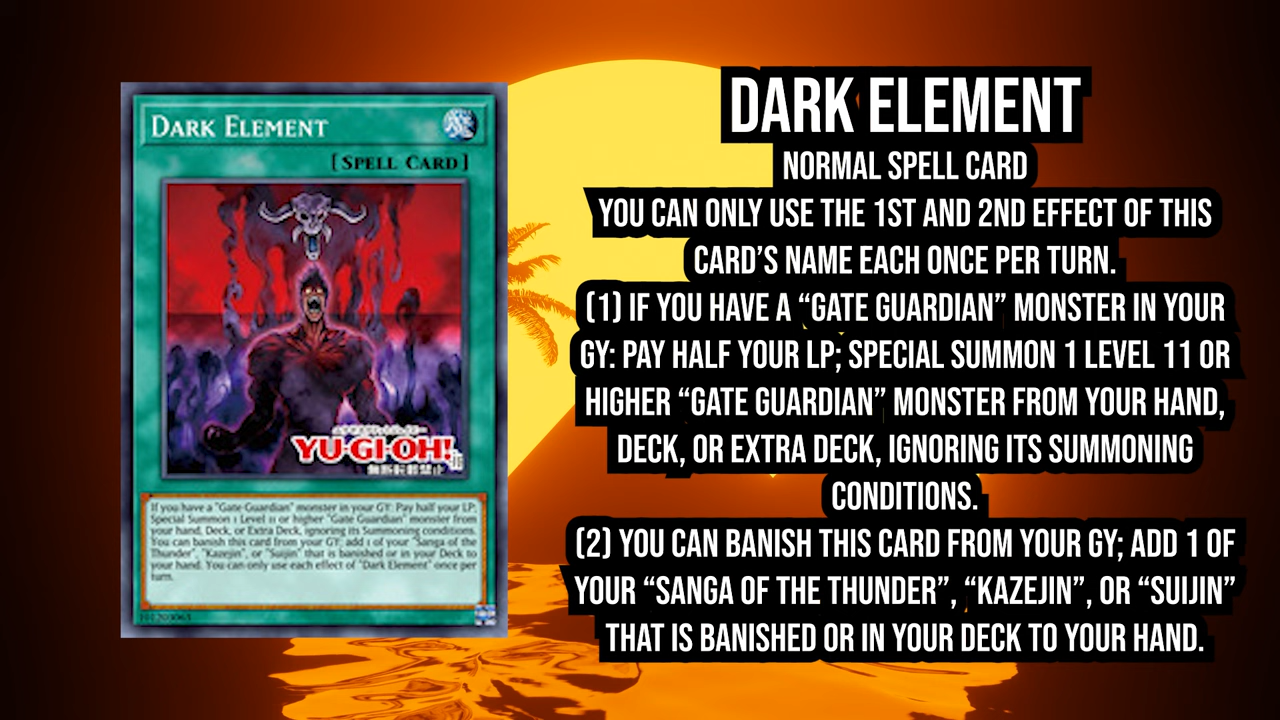 DARK ELEMENT
[SPELL CARD]
YU-GI-OH!
If you have a "Gate Guardian" monster in your GY: Pay half your LP;
Special Summon 1 Level 11 or higher "Gate Guardian" monster from
your hand, Deck, or Extra Deck, ignoring its Summoning conditions.
You can banish this card from your GY; add 1 of your "Sanga of the
Thunder", "Kazejin", or "Suijin" that is banished or in your Deck to
your hand. You can only use each effect of "Dark Element" once per
turn.
DARK ELEMENT
NORMAL SPELL CARD
YOU CAN ONLY USE THE 1ST AND 2ND EFFECT OF THIS
CARD'S NAME EACH ONCE PER TURN.
(1) IF YOU HAVE A “GATE GUARDIAN” MONSTER IN YOUR
GY: PAY HALF YOUR LP; SPECIAL SUMMON 1 LEVEL 11 OR
HIGHER “GATE GUARDIAN” MONSTER FROM YOUR HAND,
DECK, OR EXTRA DECK, IGNORING ITS SUMMONING
CONDITIONS.
(2) YOU CAN BANISH THIS CARD FROM YOUR GY; ADD 1 OF
YOUR “SANGA OF THE THUNDER”, “KAZEJIN”, OR “SUIJIN”
THAT IS BANISHED OR IN YOUR DECK TO YOUR HAND.